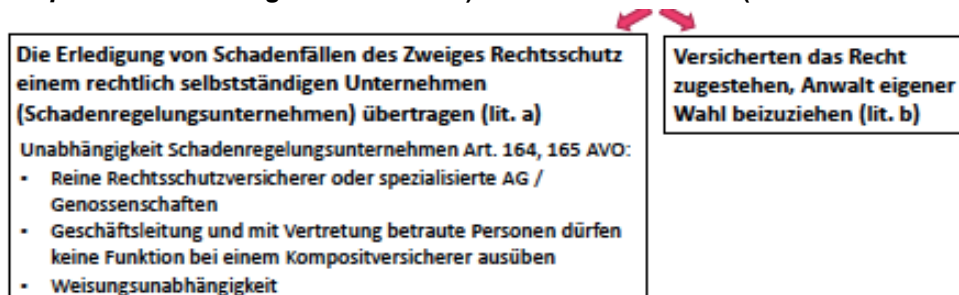 Die Erledigung von Schadenfällen des Zweiges Rechtsschutz
einem rechtlich selbstständigen Unternehmen
(Schadenregelungsunternehmen) übertragen (lit. a)
Unabhängigkeit Schadenregelungsunternehmen Art. 164, 165 AVO:
- Reine Rechtsschutzversicherer oder spezialisierte AG /
Genossenschaften
- Geschäftsleitung und mit Vertretung betraute Personen dürfen
keine Funktion bei einem Kompositversicherer ausüben
- Weisungsunabhängigkeit
Versicherten das Recht
zugestehen, Anwalt eigener
Wahl beizuziehen (lit. b)